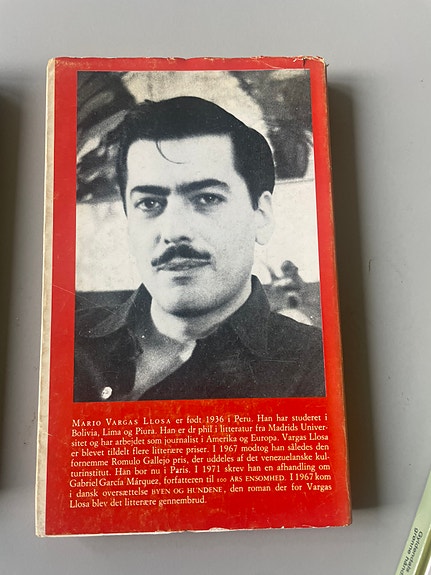 MARIO VARGAS LLOSA er født 1936 i Peru. Han har studeret i
Bolivia, Lima og Piura. Han er dr phil i litteratur fra Madrids Univer-
sitet og har arbejdet som journalist i Amerika og Europa. Vargas Llosa
er blevet tildelt flere litterære priser. I 1967 modtog han således den
fornemme Romulo Gallejo pris, der uddeles af det venezuelanske kul-
turinstitut. Han bor nu i Paris. I 1971 skrev han en afhandling om
Gabriel García Márquez, forfatteren til 100 ARS ENSOMHED. I 1967 kom
i dansk oversættelse BYEN OG HUNDENE, den roman der for Vargas
Llosa blev det litterære gennembrud.
Gyldendals